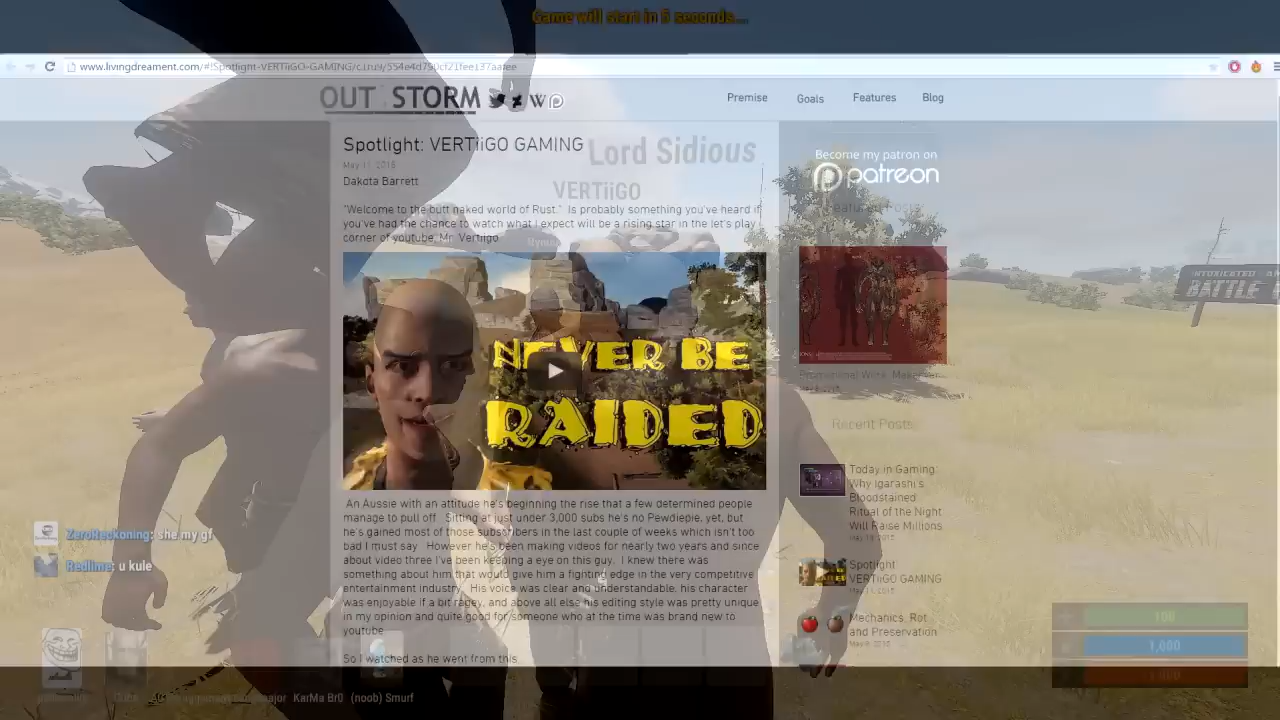 Game will start in 5 seconds...
OUT STORM
Premise
Goals
Features
Blog
Spotlight: VERTiiGO GAMING
Lord Sidious
May 11, 2015
VERTiiGO
Dakota Barrett
"Welcome to the butt naked world of Rust." Is probably something you've heard if
you've had the chance to watch what I expect will be a rising star in the let's play
corner of youtube, Mr. Vertiigo
Become my patron on
patreon
NEVER BE
RAIDED
INTOXICATED
BATTLE
Recent Posts
An Aussie with an attitude he's beginning the rise that a few determined people
manage to pull off. Sitting at just under 3,000 subs he's no Pewdiepie, yet, but
he's gained most of those subscribers in the last couple of weeks which isn't too
bad I must say. However he's been making videos for nearly two years and since
about video three I've been keeping a eye on this guy. I knew there was
something about him that would give him a fighting edge in the very competitive
entertainment industry. His voice was clear and understandable, his character
was enjoyable if a bit ragey, and above all else his editing style was pretty unique
in my opinion and quite good for someone who at the time was brand new to
youtube.
So I watched as he went from this
Today in Gaming:
Why Igarashi's
Bloodstained
Ritual of the Night
Will Raise Millions
Spotlight:
VERTiiGO GAMING
May 11, 2015
Mechanics, Rot
and Preservation
ZeroReckoning: she my gf
Redlime: u kule
100
1,000
1,000
KarMa Br0
(noob) Smurf